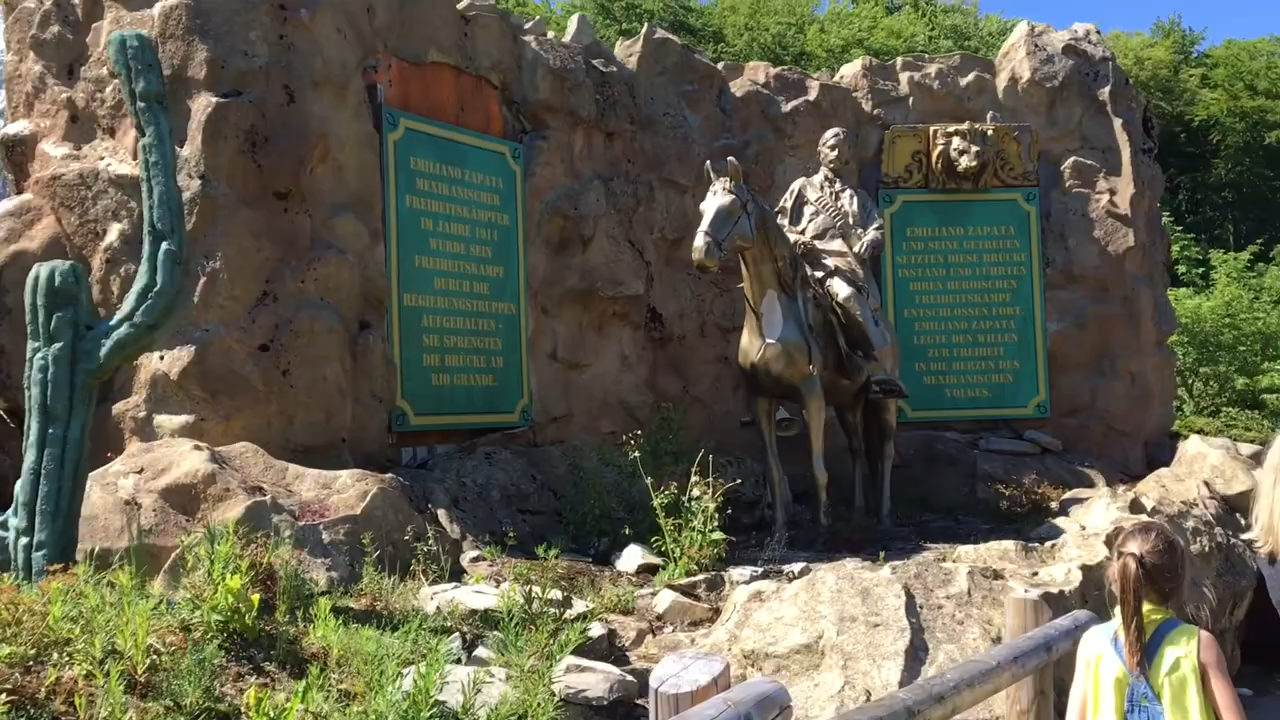 EMILIANO ZAPATA
MEXIKANISCHER
FREIHEITSKÄMPFER
IM JAHRE 1914
WURDE SEIN
FREIHEITSKAMPF
DURCH DIE
REGIERUNGSTRUPPEN
AUFGEHALTEN -
SIE SPRENGTEN
DIE BRÜCKE AM
RIO GRANDE.
EMILIANO ZAPATA
UND SEINE GETREUEN
SETZTEN DIESE BRÜCKE
INSTAND UND FÜHRTEN
IHREN HEROISCHEN
FREIHEITSKAMPF
ENTSCHLOSSEN FORT.
EMILIANO ZAPATA
LEGTE DEN WILLEN
ZUR FREIHEIT
IN DIE HERZEN DES
MEXIKANISCHEN
VOLKES.